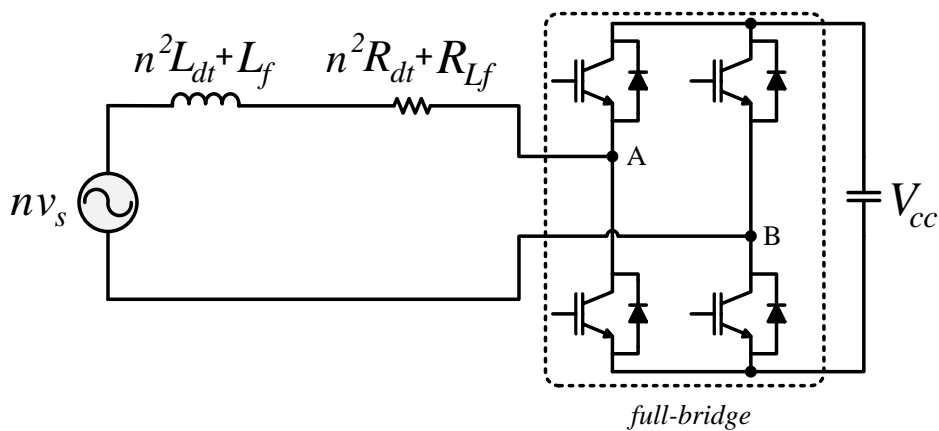 n²L_dt+L_f
n²R_dt+R_Lf
A
nv_s
V_cc
B
full-bridge